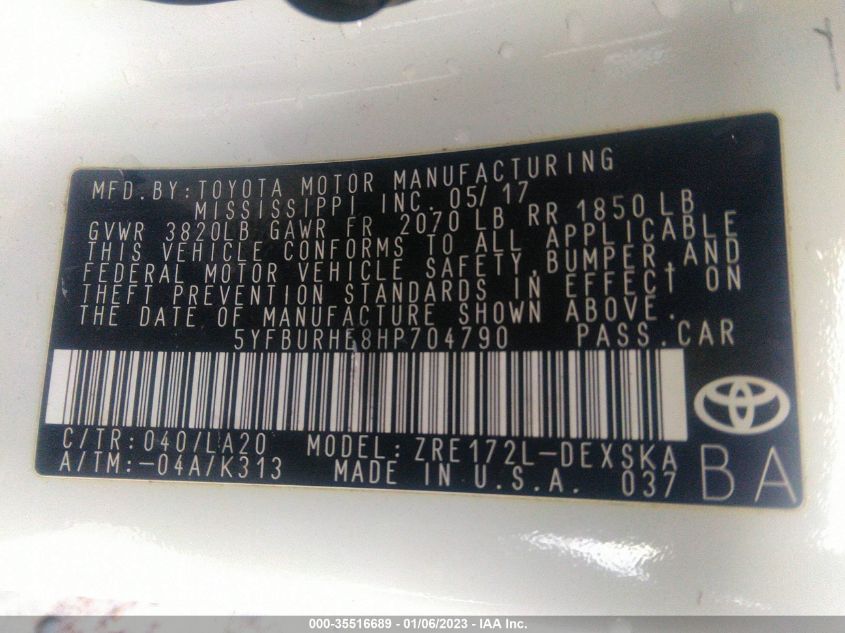 MFD.BY:TOYOTA MOTOR MANUFACTURING
MISSISSIPPI INC. 05/17
GVWR 3820LB GAWR FR 2070 LB RR 1850 LB
THIS VEHICLE CONFORMS TO ALL APPLICABLE
FEDERAL MOTOR VEHICLE SAFETY,BUMPER,AND
THEFT PREVENTION STANDARDS IN EFFECT ON
THE DATE OF MANUFACTURE SHOWN ABOVE.
5YFBURHE8HP704790 PASS.CAR
C/TR:040/LA20 MODEL:ZRE172L-DEXSKA
A/TM:-04A/K313 MADE IN U.S.A. 037
BA
000-35516689 - 01/06/2023 - IAA Inc.